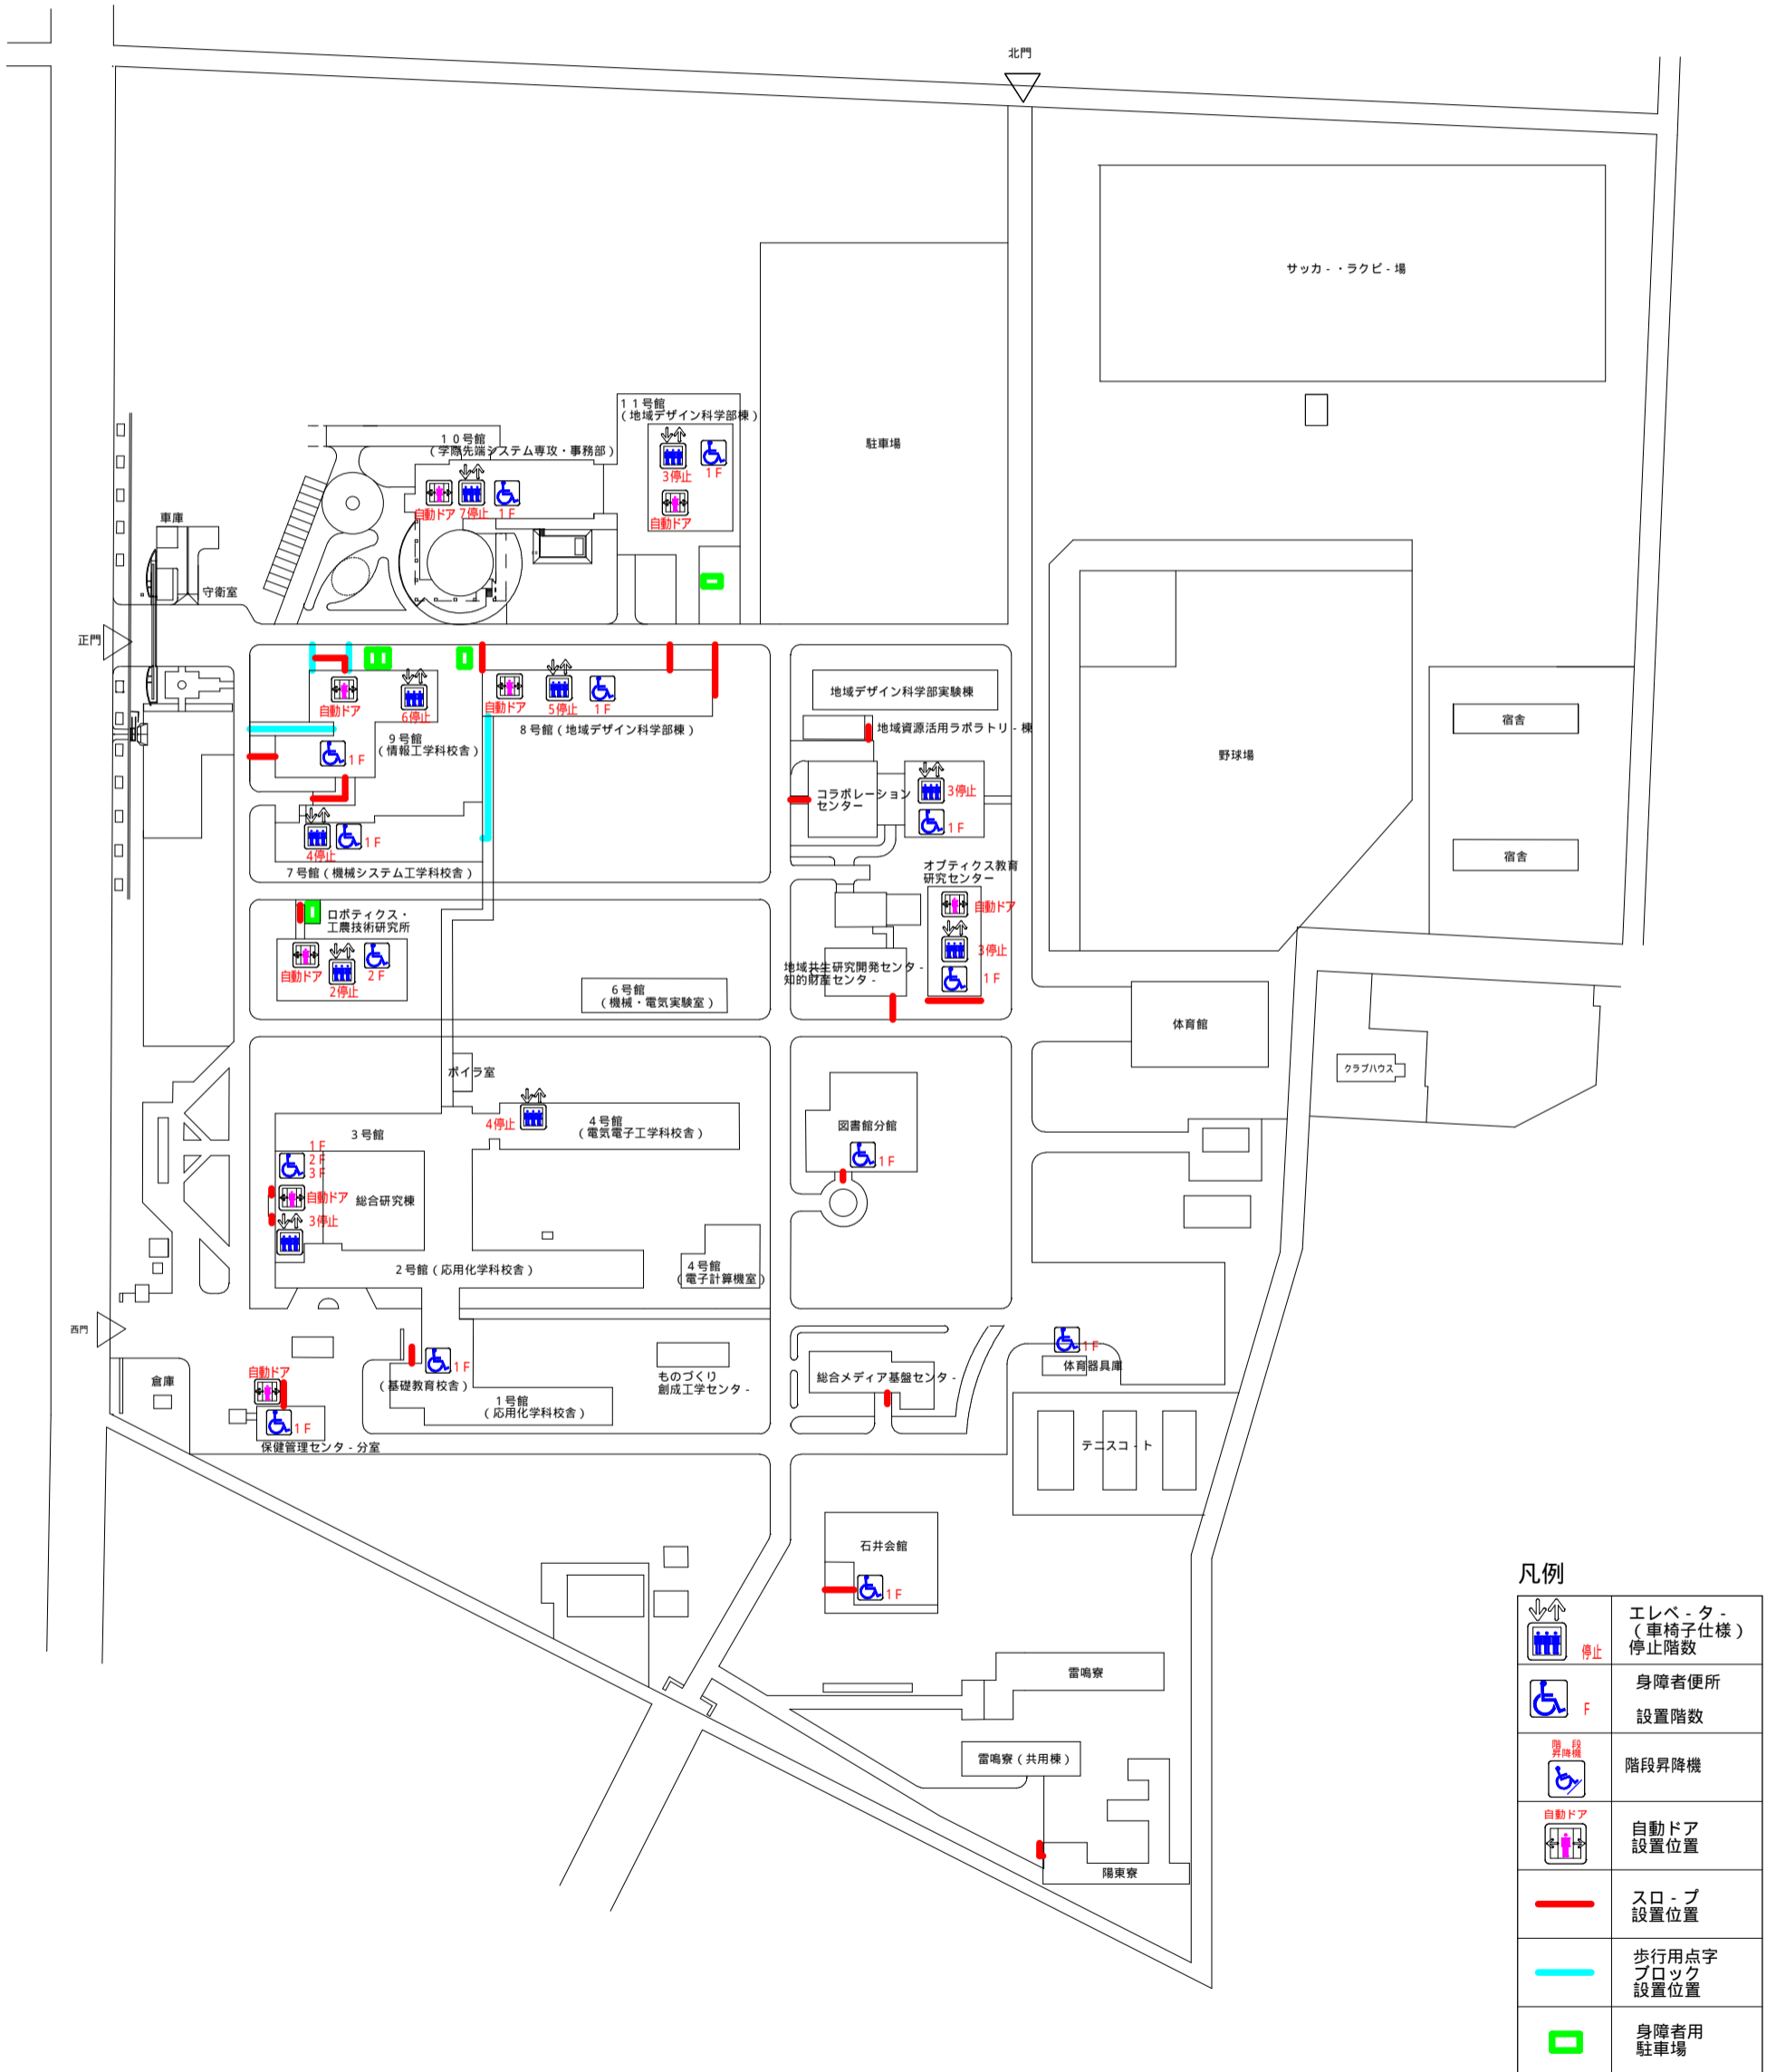 北門
サッカ-・ラクビ-場
１１号館
（地域デザイン科学部棟）
3停止
1F
自動ドア
駐車場
１０号館
（学際先端システム専攻・事務部）
自動ドア
7停止
1F
車庫
守衛室
正門
自動ドア
6停止
自動ドア
5停止
1F
8号館（地域デザイン科学部棟）
9号館
（情報工学科校舎）
1F
4停止
1F
7号館（機械システム工学科校舎）
地域デザイン科学部実験棟
地域資源活用ラボラトリ-棟
コラボレーション
センター
3停止
1F
オプティクス教育
研究センター
自動ドア
3停止
1F
地域共生研究開発センタ-
知的財産センタ-
野球場
宿舎
宿舎
ロボティクス・
工農技術研究所
自動ドア
2停止
2F
6号館
（機械・電気実験室）
体育館
クラブハウス
ボイラ室
4停止
4号館
（電気電子工学科校舎）
3号館
1F
2F
3F
自動ドア
3停止
総合研究棟
図書館分館
1F
2号館（応用化学科校舎）
4号館
（電子計算機室）
西門
倉庫
自動ドア
1F
保健管理センタ-分室
1F
（基礎教育校舎）
1号館
（応用化学科校舎）
ものづくり
創成工学センタ-
総合メディア基盤センタ-
1F
体育器具庫
テニスコ-ト
石井会館
1F
雷鳴寮
雷鳴寮（共用棟）
陽東寮
凡例
停止
エレベ-タ-
（車椅子仕様）
停止階数
F
身障者便所
設置階数
階段
昇降機
階段昇降機
自動ドア
自動ドア
設置位置
スロ-プ
設置位置
歩行用点字
ブロック
設置位置
身障者用
駐車場